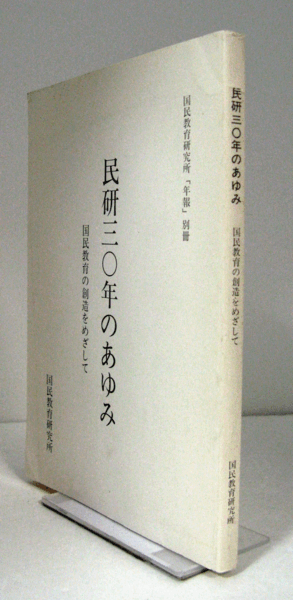 国民教育研究所「年報」別冊
民研三〇年のあゆみ
国民教育の創造をめざして
国民教育研究所
民研三〇年のあゆみ
国民教育の創造をめざして
国民教育研究所